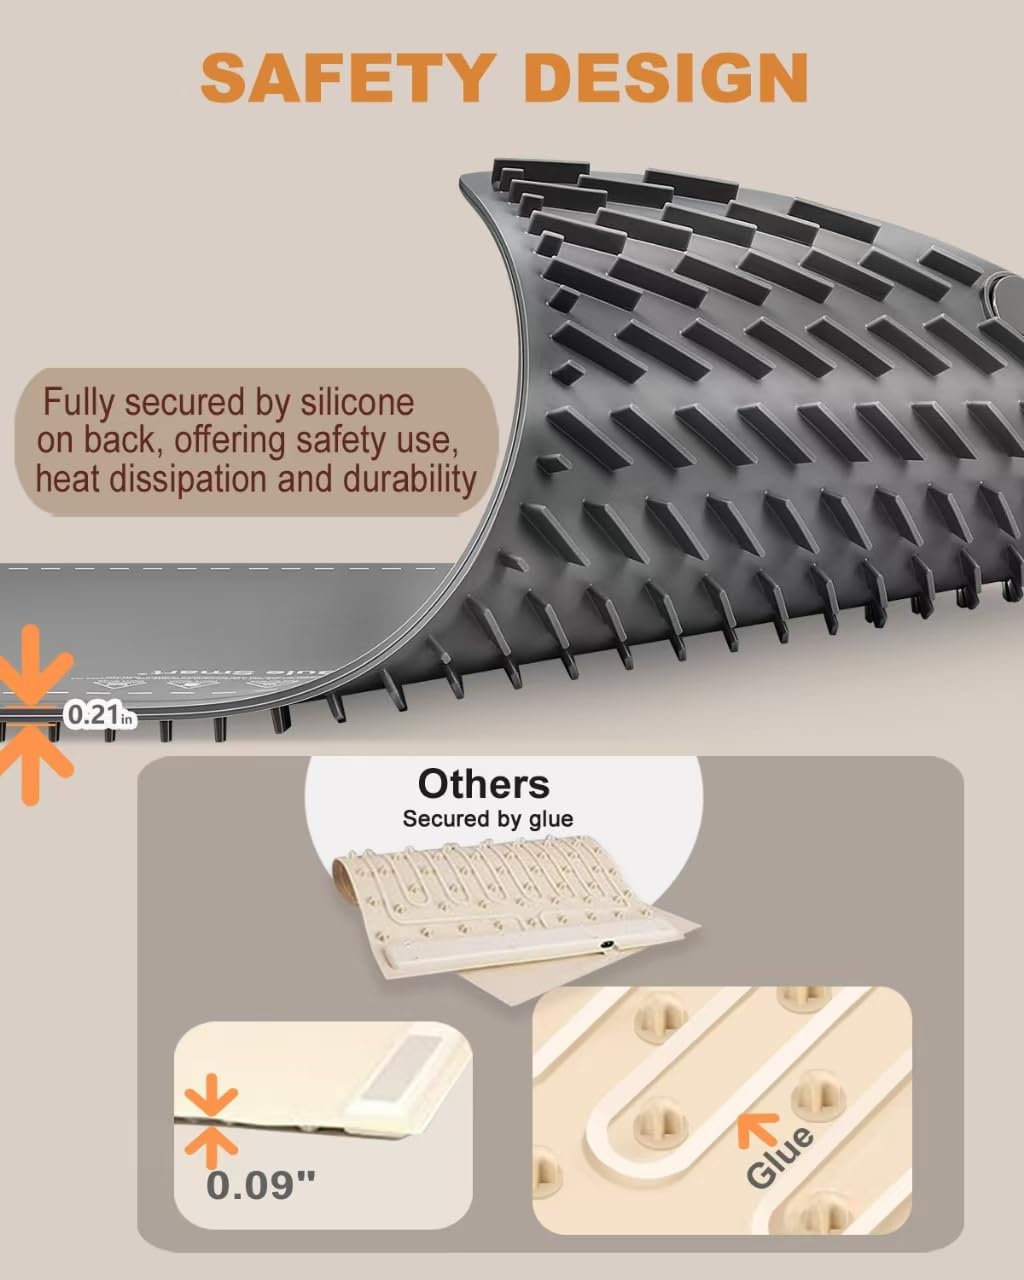 SAFETY DESIGN
Fully secured by silicone
on back, offering safety use,
heat dissipation and durability
0.21in
Others
Secured by glue
0.09"
Glue